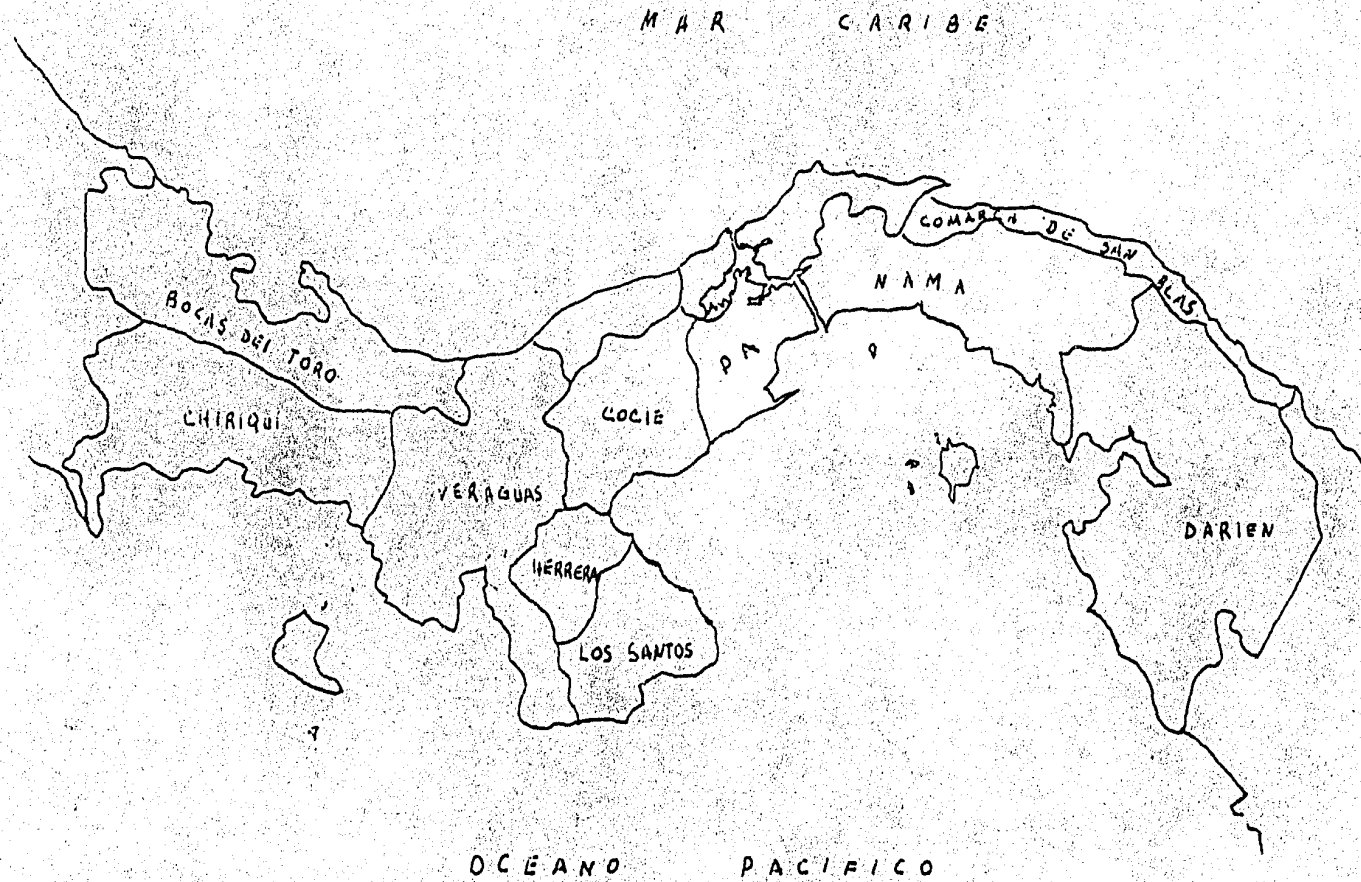 MAR CARIBE
COMARCA DE SAN BLAS
NAMA
BOCAS DEL TORO
PA
CHIRIQUI
COCLE
VERAGUAS
DARIEN
HERRERA
LOS SANTOS
OCEANO PACIFICO